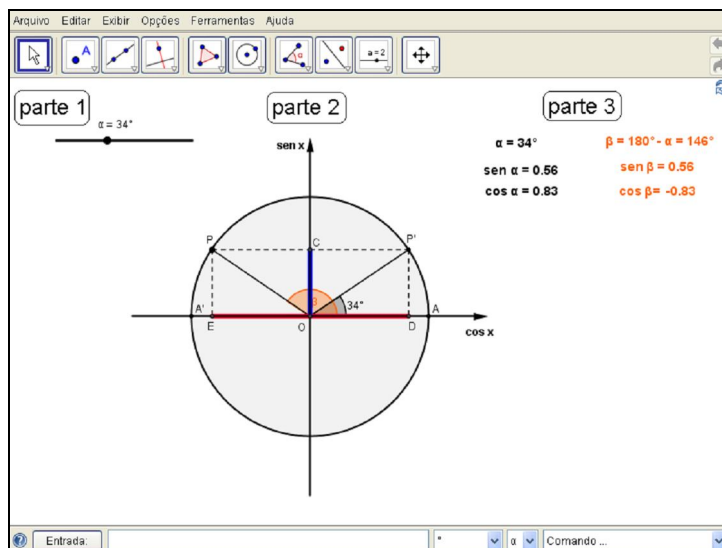 Arquivo Editar Exibir Opções Ferramentas Ajuda
A
a=2
parte 1
parte 2
parte 3
α = 34°
sen x
α = 34°
β = 180°- α = 146°
sen α = 0.56
sen β = 0.56
cos α = 0.83
cos β= -0.83
P
C
P'
β
34°
A'
A
E
O
D
cos x
Entrada:
°
α
Comando ...